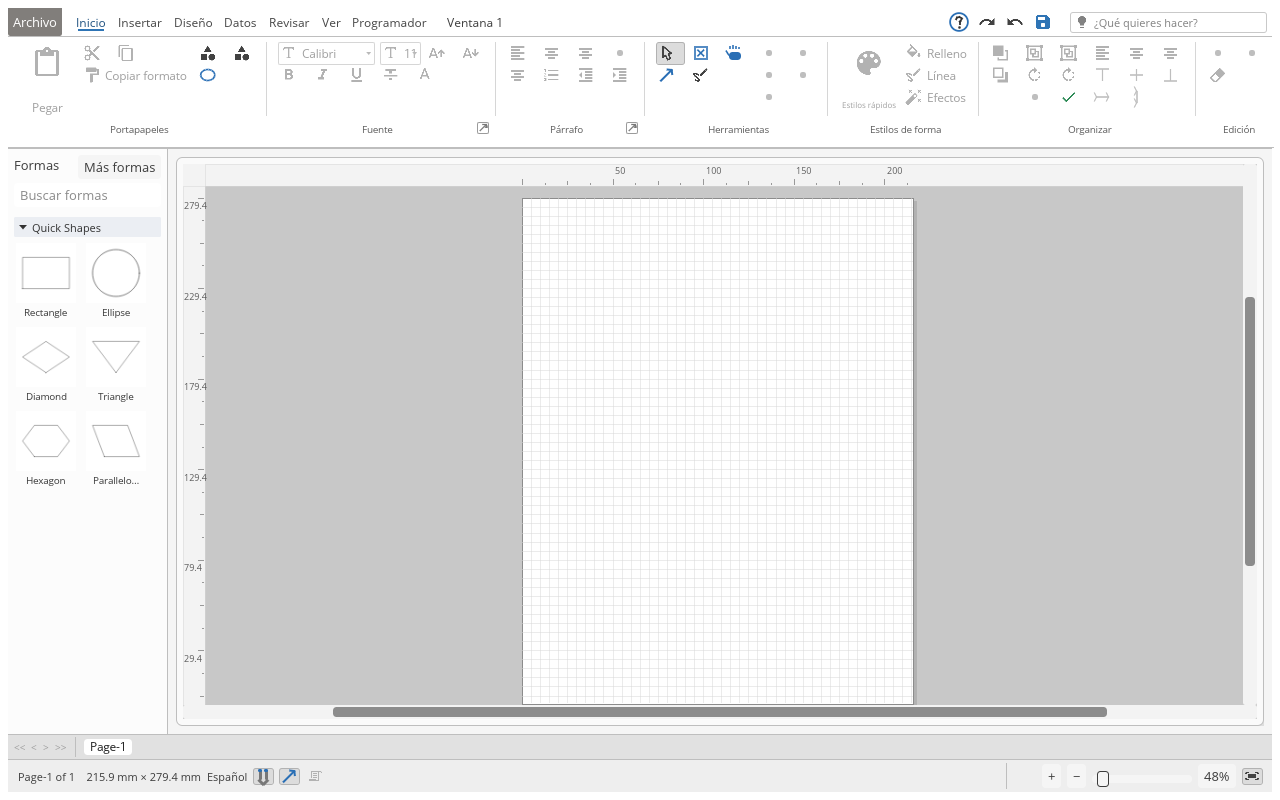 Archivo Inicio Insertar Diseño Datos Revisar Ver Programador Ventana 1 ¿Qué quieres hacer?
Calibri 11 Relleno
Copiar formato Línea
Pegar Estilos rápidos Efectos
Portapapeles Fuente Párrafo Herramientas Estilos de forma Organizar Edición
Formas Más formas
50 100 150 200
Buscar formas
279.4
Quick Shapes
229.4
Rectangle Ellipse
179.4
Diamond Triangle
129.4
Hexagon Parallelo...
79.4
29.4
<< < > >> Page-1
Page-1 of 1 215.9 mm × 279.4 mm Español + − 48%